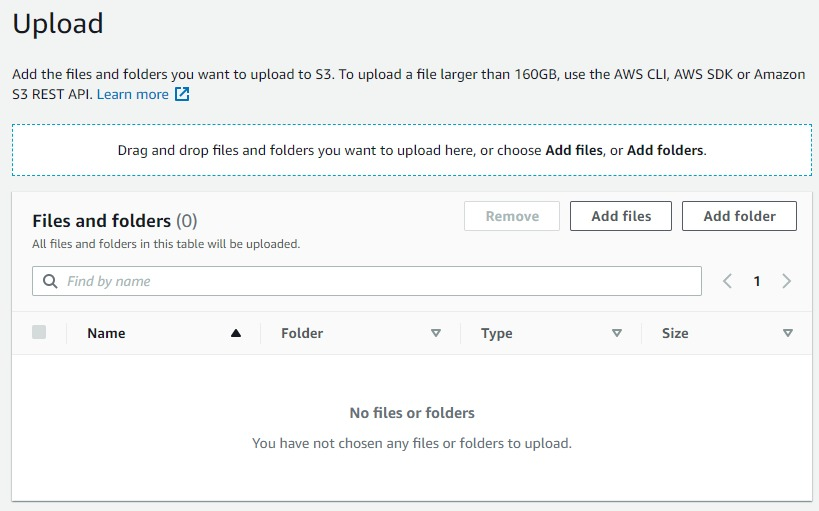 Upload
Add the files and folders you want to upload to S3. To upload a file larger than 160GB, use the AWS CLI, AWS SDK or Amazon
S3 REST API. Learn more
Drag and drop files and folders you want to upload here, or choose Add files, or Add folders.
Files and folders (0)
Remove
Add files
Add folder
All files and folders in this table will be uploaded.
Find by name
1
Name
Folder
Type
Size
No files or folders
You have not chosen any files or folders to upload.